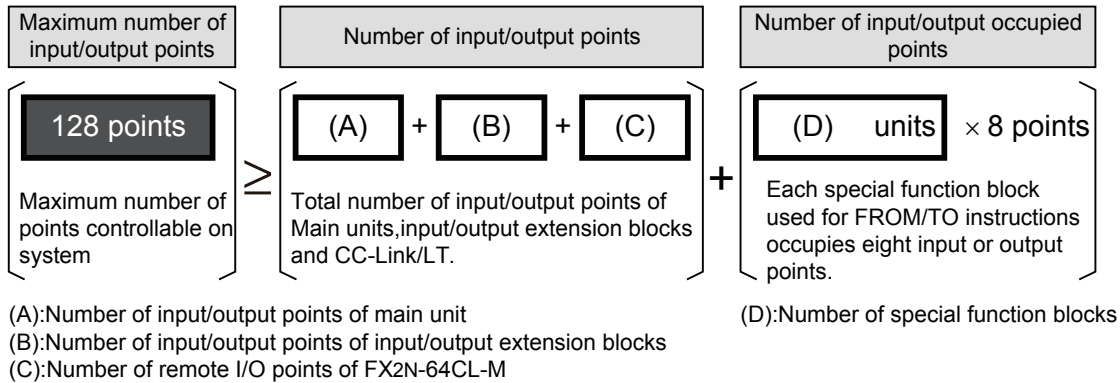 Maximum number of
input/output points
Number of input/output points
Number of input/output occupied
points
128 points
≥
(A) + (B) + (C)
+
(D) units × 8 points
Maximum number of
points controllable on
system
Total number of input/output points of
Main units,input/output extension blocks
and CC-Link/LT.
Each special function block
used for FROM/TO instructions
occupies eight input or output
points.
(A):Number of input/output points of main unit
(B):Number of input/output points of input/output extension blocks
(C):Number of remote I/O points of FX2N-64CL-M
(D):Number of special function blocks